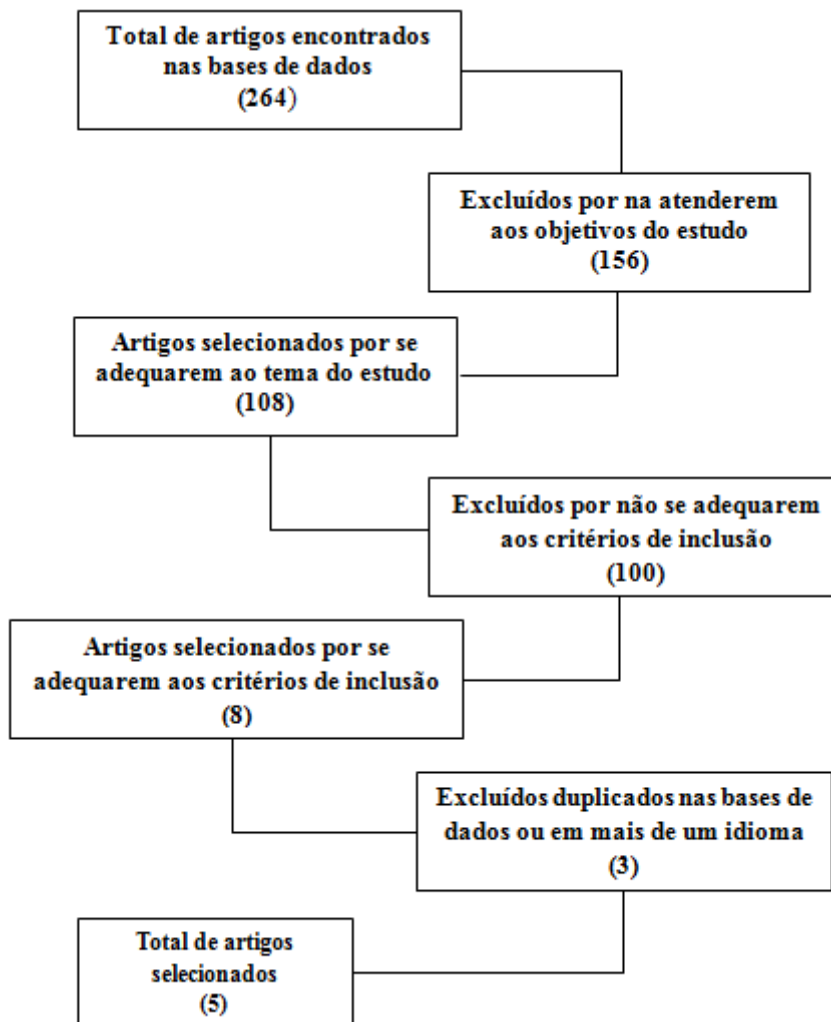 Total de artigos encontrados
nas bases de dados
(264)
Excluídos por na atenderem
aos objetivos do estudo
(156)
Artigos selecionados por se
adequarem ao tema do estudo
(108)
Excluídos por não se adequarem
aos critérios de inclusão
(100)
Artigos selecionados por se
adequarem aos critérios de inclusão
(8)
Excluídos duplicados nas bases de
dados ou em mais de um idioma
(3)
Total de artigos
selecionados
(5)